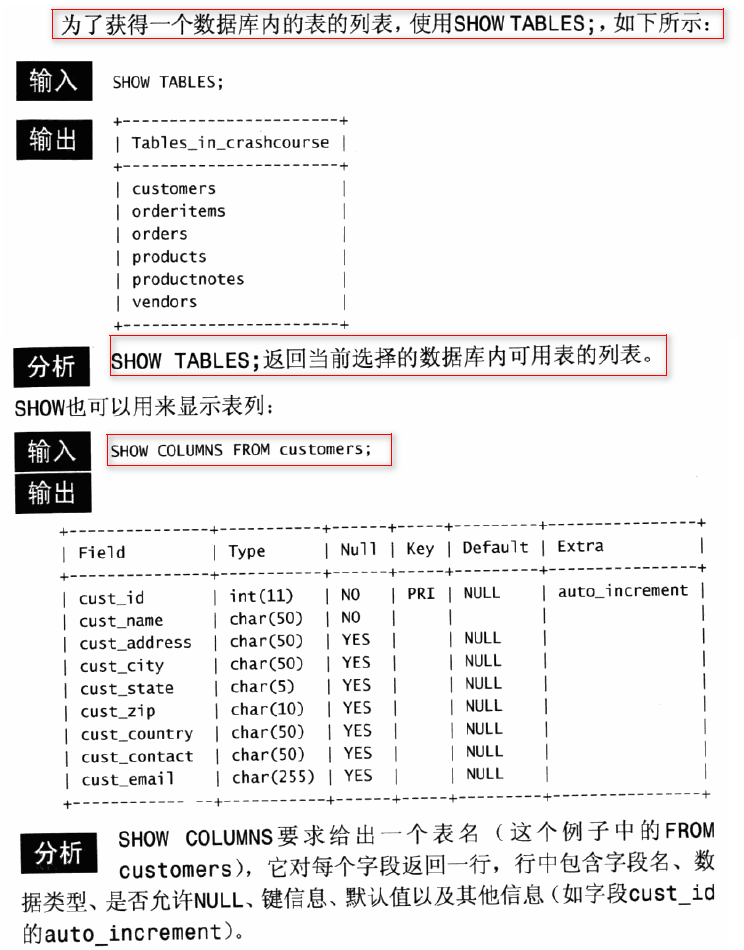 为了获得一个数据库内的表的列表，使用SHOW TABLES;，如下所示：
输入 SHOW TABLES;
输出
+-----------------------+
| Tables_in_crashcourse |
+-----------------------+
| customers             |
| orderitems            |
| orders                |
| products              |
| productnotes          |
| vendors               |
+-----------------------+
分析 SHOW TABLES;返回当前选择的数据库内可用表的列表。
SHOW也可以用来显示表列：
输入 SHOW COLUMNS FROM customers;
输出
+--------------+-----------+------+-----+---------+----------------+
| Field        | Type      | Null | Key | Default | Extra          |
+--------------+-----------+------+-----+---------+----------------+
| cust_id      | int(11)   | NO   | PRI | NULL    | auto_increment |
| cust_name    | char(50)  | NO   |     |         |                |
| cust_address | char(50)  | YES  |     | NULL    |                |
| cust_city    | char(50)  | YES  |     | NULL    |                |
| cust_state   | char(5)   | YES  |     | NULL    |                |
| cust_zip     | char(10)  | YES  |     | NULL    |                |
| cust_country | char(50)  | YES  |     | NULL    |                |
| cust_contact | char(50)  | YES  |     | NULL    |                |
| cust_email   | char(255) | YES  |     | NULL    |                |
+--------------+-----------+------+-----+---------+----------------+
分析 SHOW COLUMNS要求给出一个表名（这个例子中的FROM
customers），它对每个字段返回一行，行中包含字段名、数
据类型、是否允许NULL、键信息、默认值以及其他信息（如字段cust_id
的auto_increment）。